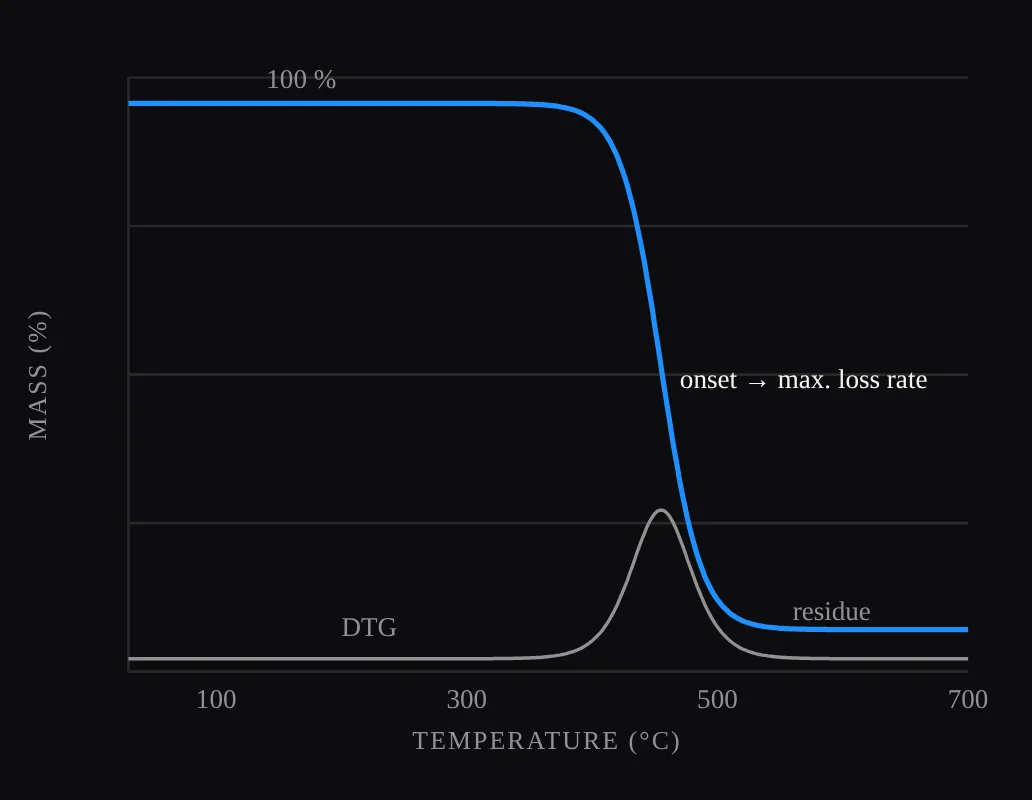 100 %
MASS (%)
onset → max. loss rate
residue
DTG
100 300 500 700
TEMPERATURE (°C)